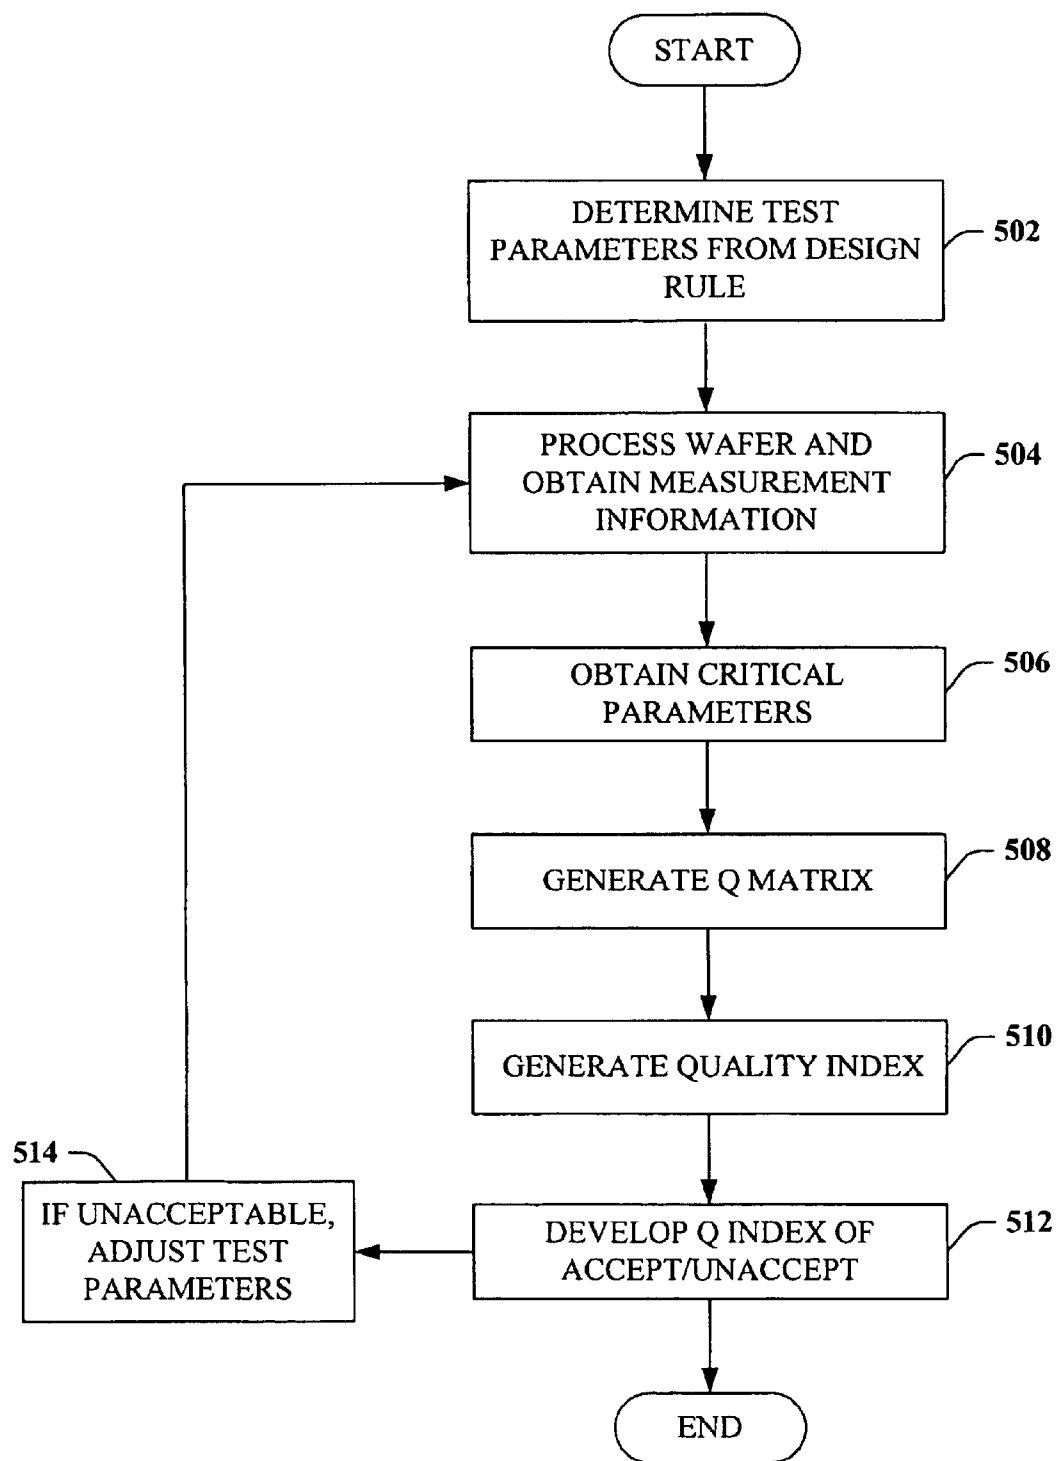 START
DETERMINE TEST
PARAMETERS FROM DESIGN
RULE
502
PROCESS WAFER AND
OBTAIN MEASUREMENT
INFORMATION
504
OBTAIN CRITICAL
PARAMETERS
506
GENERATE Q MATRIX
508
GENERATE QUALITY INDEX
510
DEVELOP Q INDEX OF
ACCEPT/UNACCEPT
512
514
IF UNACCEPTABLE,
ADJUST TEST
PARAMETERS
END